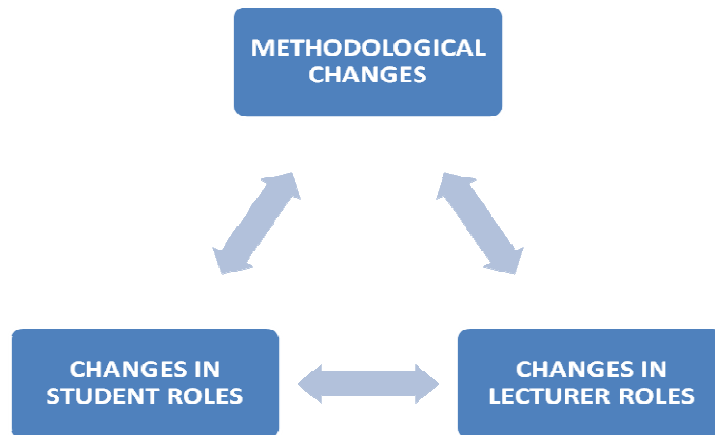 METHODOLOGICAL
CHANGES
CHANGES IN
STUDENT ROLES
CHANGES IN
LECTURER ROLES